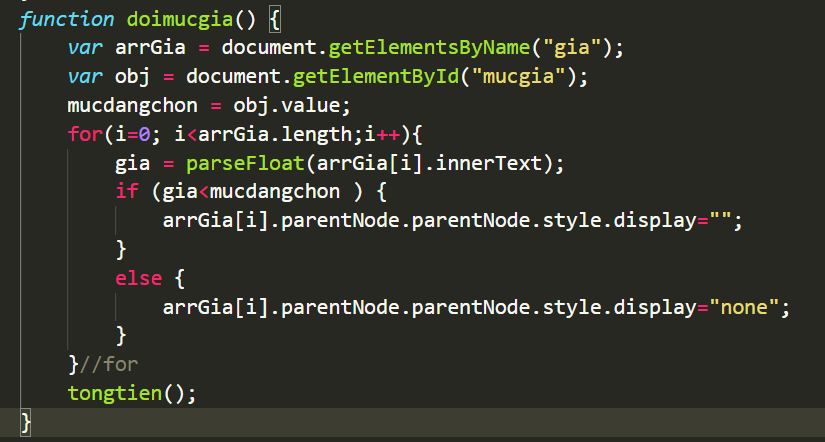 function doimucgia() {
    var arrGia = document.getElementsByName("gia");
    var obj = document.getElementById("mucgia");
    mucdangchon = obj.value;
    for(i=0; i<arrGia.length;i++){
        gia = parseFloat(arrGia[i].innerText);
        if (gia<mucdangchon ) {
            arrGia[i].parentNode.parentNode.style.display="";
        }
        else {
            arrGia[i].parentNode.parentNode.style.display="none";
        }
    }//for
    tongtien();
}